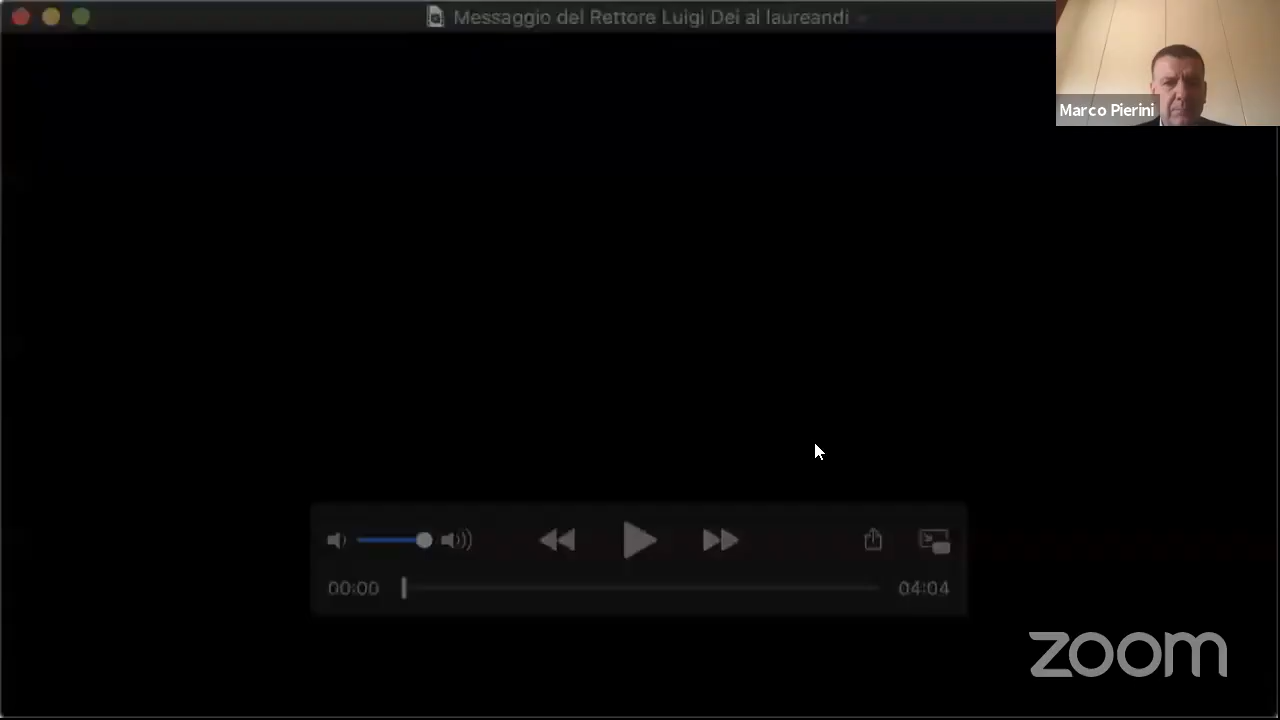 Messaggio del Rettore Luigi Dei ai laureandi
Marco Pierini
00:00
04:04
zoom